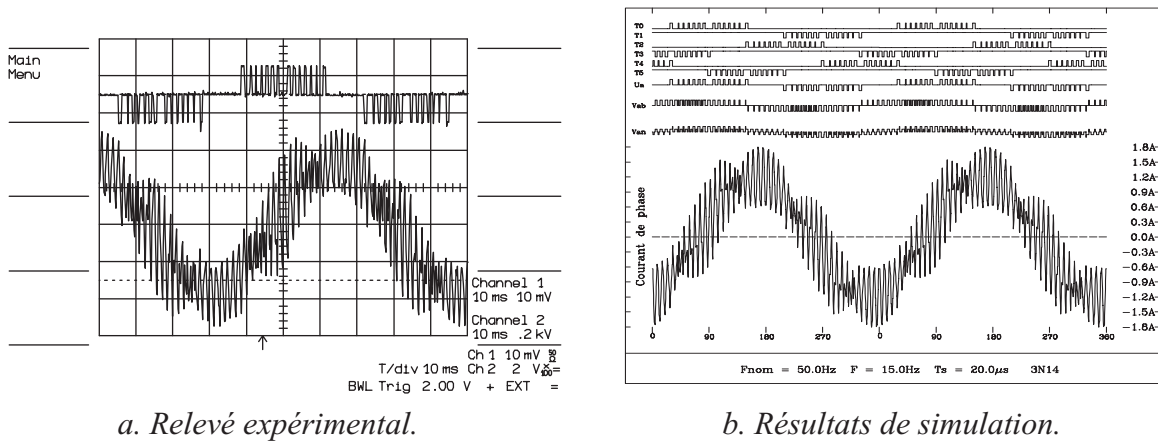 Main
Menu
Channel 1
10 ms 10 mV
Channel 2
10 ms .2 kV
Ch 1 10 mV
T/div 10 ms Ch 2 2 V
BWL Trig 2.00 V + EXT =
a. Relevé expérimental.
T0
T1
T2
T3
T4
T5
Ua
Vab
Van
Courant de phase
1.8A
1.5A
1.2A
0.9A
0.6A
0.3A
0.0A
-0.3A
-0.6A
-0.9A
-1.2A
-1.5A
-1.8A
0 90 180 270 0 90 180 270 360
Fnom = 50.0Hz F = 15.0Hz Ts = 20.0µs 3N14
b. Résultats de simulation.